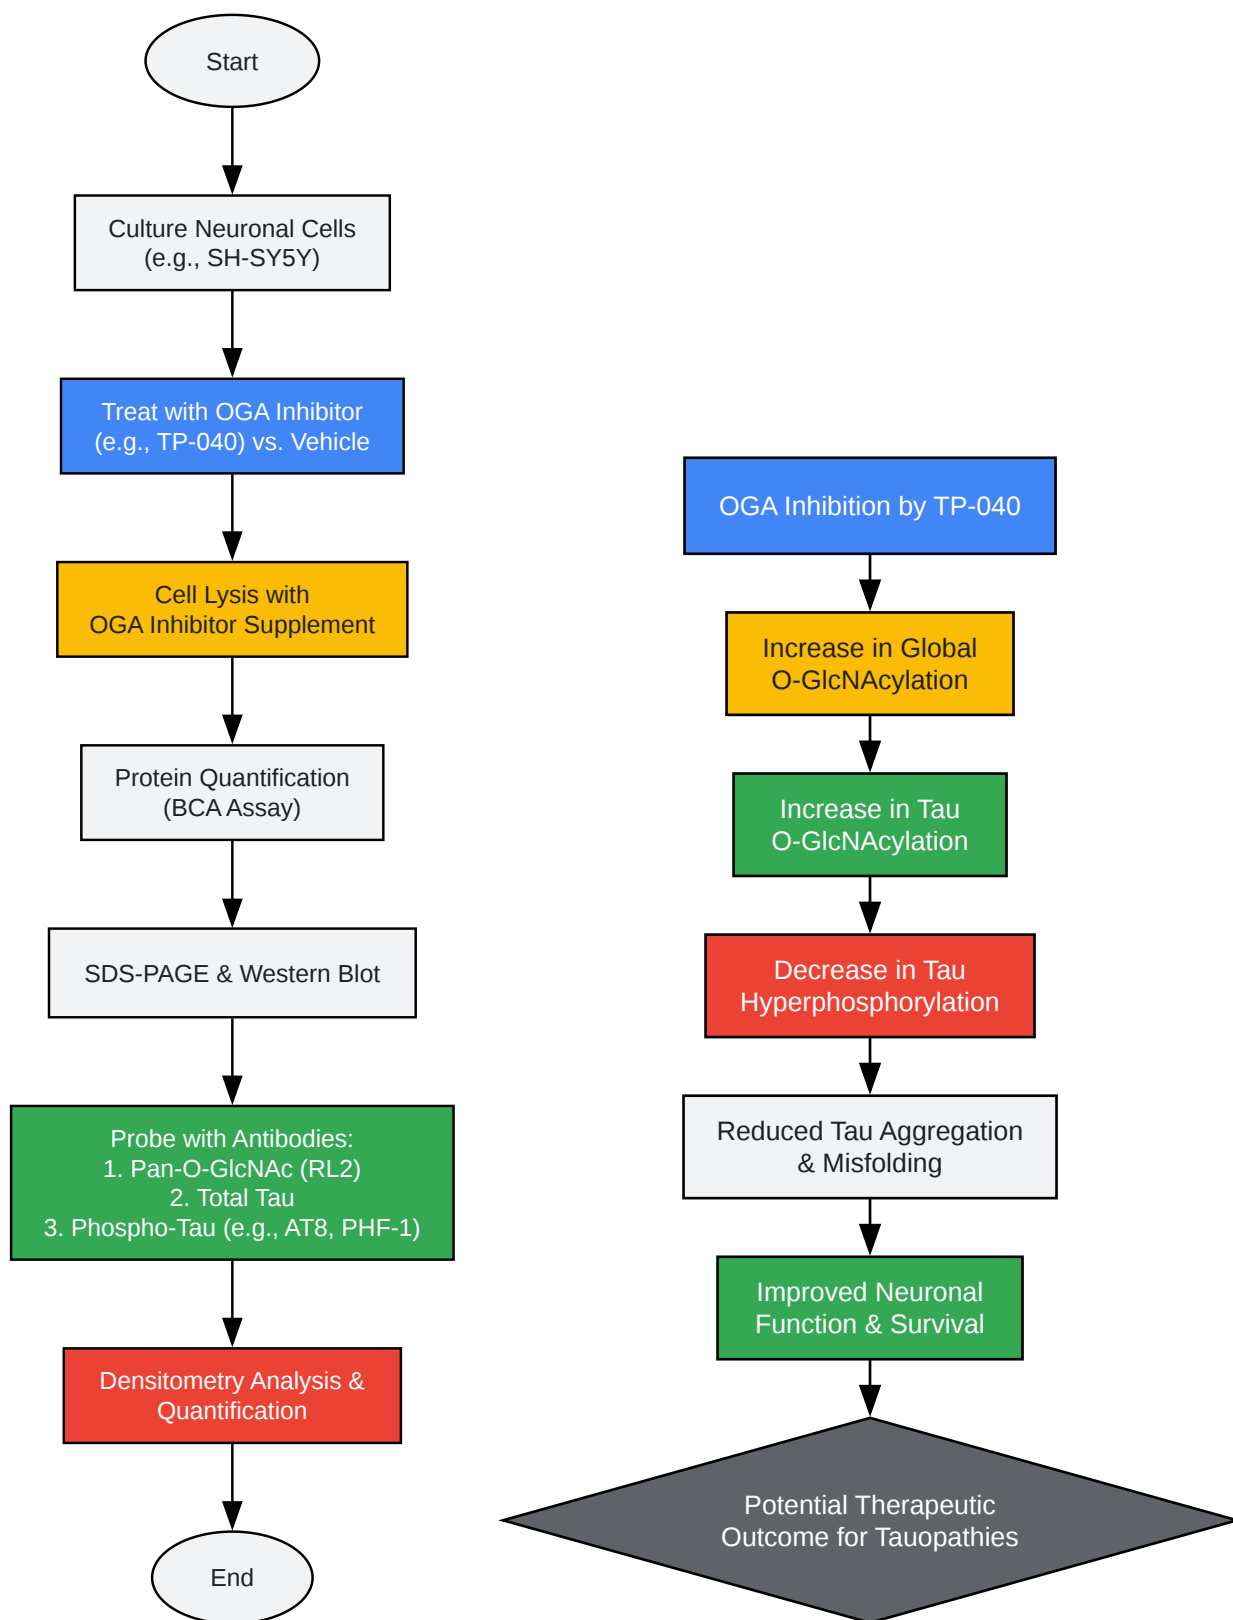 Start
Culture Neuronal Cells
(e.g., SH-SY5Y)
Treat with OGA Inhibitor
(e.g., TP-040) vs. Vehicle
Cell Lysis with
OGA Inhibitor Supplement
Protein Quantification
(BCA Assay)
SDS-PAGE & Western Blot
Probe with Antibodies:
1. Pan-O-GlcNAc (RL2)
2. Total Tau
3. Phospho-Tau (e.g., AT8, PHF-1)
Densitometry Analysis &
Quantification
End
OGA Inhibition by TP-040
Increase in Global
O-GlcNAcylation
Increase in Tau
O-GlcNAcylation
Decrease in Tau
Hyperphosphorylation
Reduced Tau Aggregation
& Misfolding
Improved Neuronal
Function & Survival
Potential Therapeutic
Outcome for Tauopathies